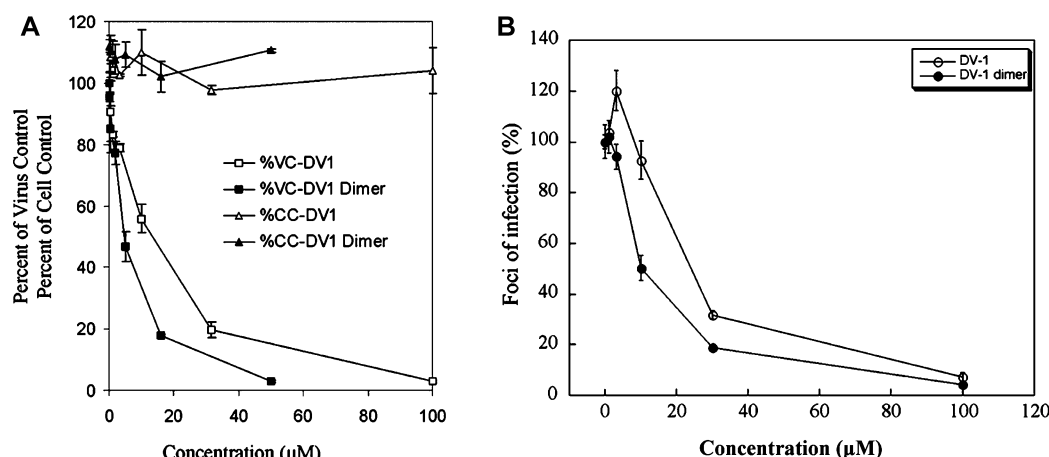 A
Percent of Virus Control
Percent of Cell Control
120
100
80
60
40
20
0
%VC-DV1
%VC-DV1 Dimer
%CC-DV1
%CC-DV1 Dimer
0 20 40 60 80 100
Concentration (μM)
B
Foci of infection (%)
140
120
100
80
60
40
20
0
DV-1
DV-1 dimer
0 20 40 60 80 100 120
Concentration (μM)